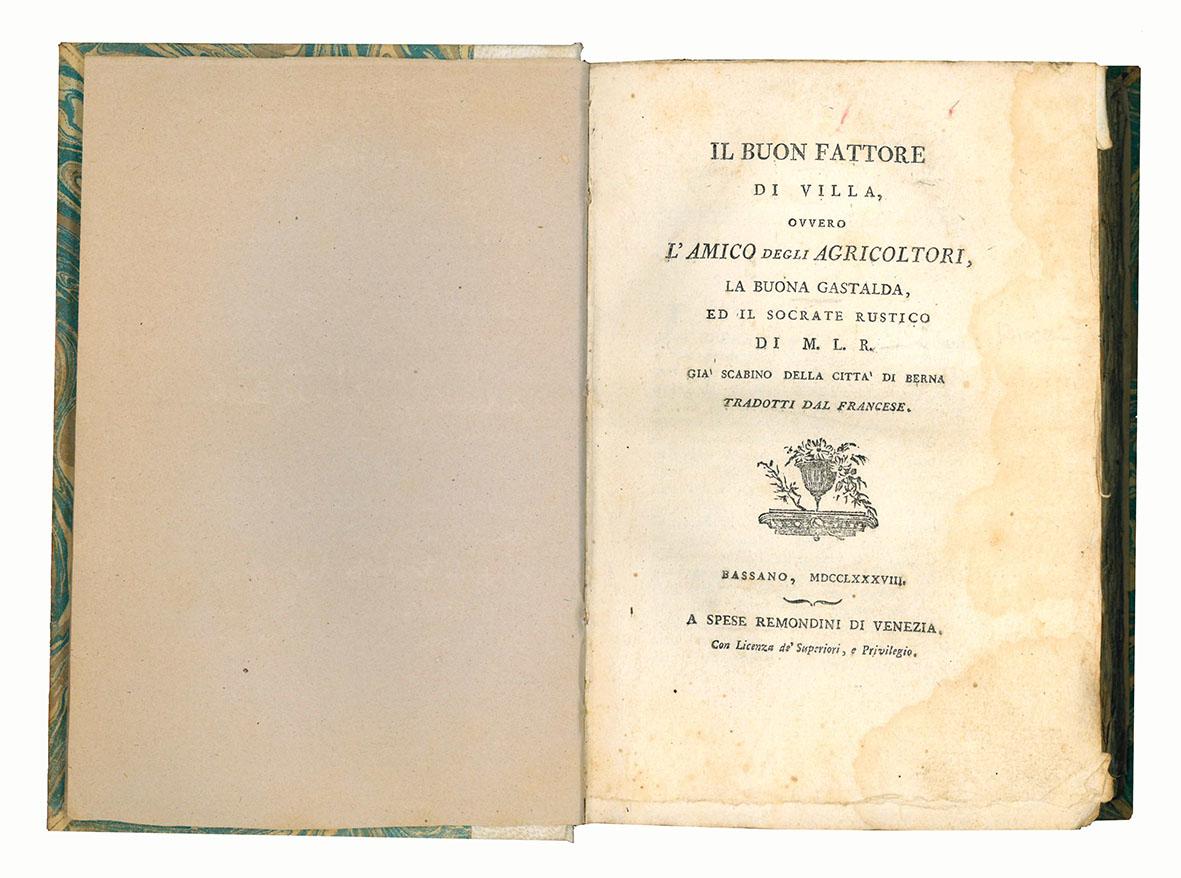 IL BUON FATTORE
DI VILLA,
OVVERO
L' AMICO DEGLI AGRICOLTORI,
LA BUONA GASTALDA,
ED IL SOCRATE RUSTICO
DI M. L. R.
GIA' SCABINO DELLA CITTA' DI BERNA
TRADOTTI DAL FRANCESE.
BASSANO, MDCCLXXXVIII.
A SPESE REMONDINI DI VENEZIA.
Con Licenza de' Superiori, e Privilegio.